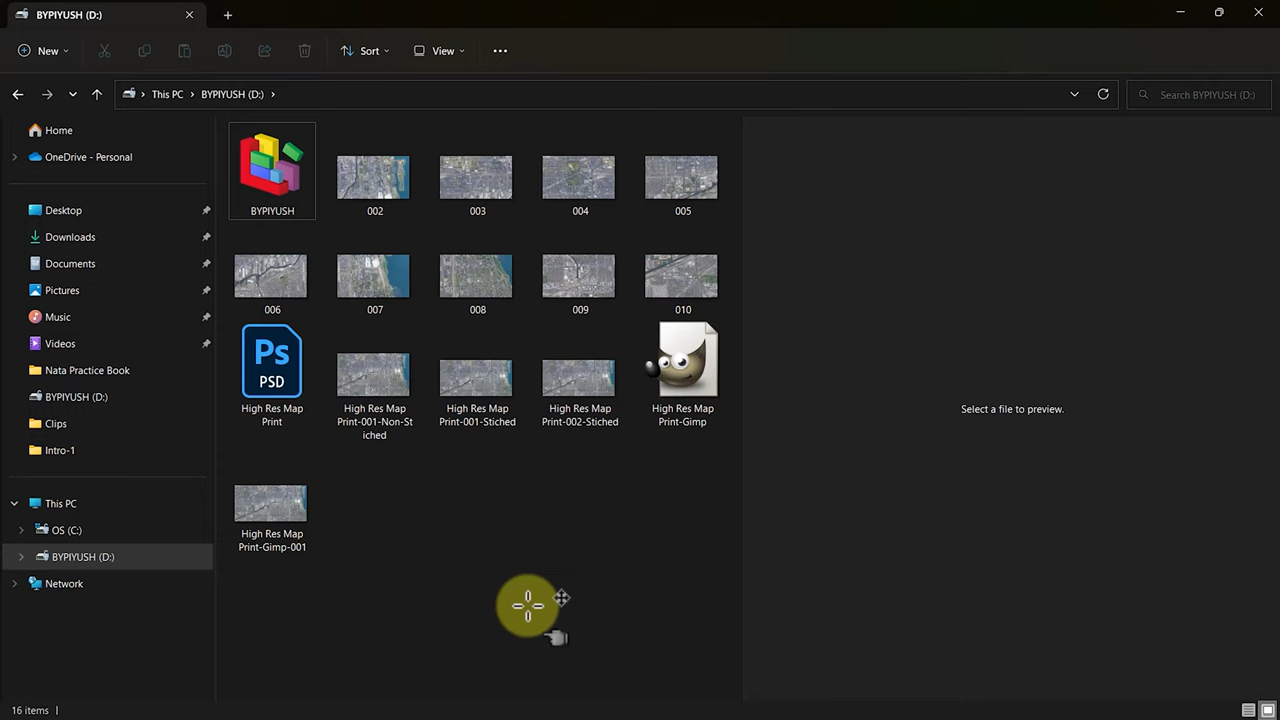 BYPIYUSH (D:)
New
Sort
View
This PC
BYPIYUSH (D:)
Search BYPIYUSH (D:)
Home
OneDrive - Personal
Desktop
Downloads
Documents
Pictures
Music
Videos
Nata Practice Book
BYPIYUSH (D:)
Clips
Intro-1
This PC
OS (C:)
BYPIYUSH (D:)
Network
BYPIYUSH
002
003
004
005
006
007
008
009
010
Ps
PSD
High Res Map
Print
High Res Map
Print-001-Non-St
iched
High Res Map
Print-001-Stiched
High Res Map
Print-002-Stiched
High Res Map
Print-Gimp
High Res Map
Print-Gimp-001
Select a file to preview.
16 items